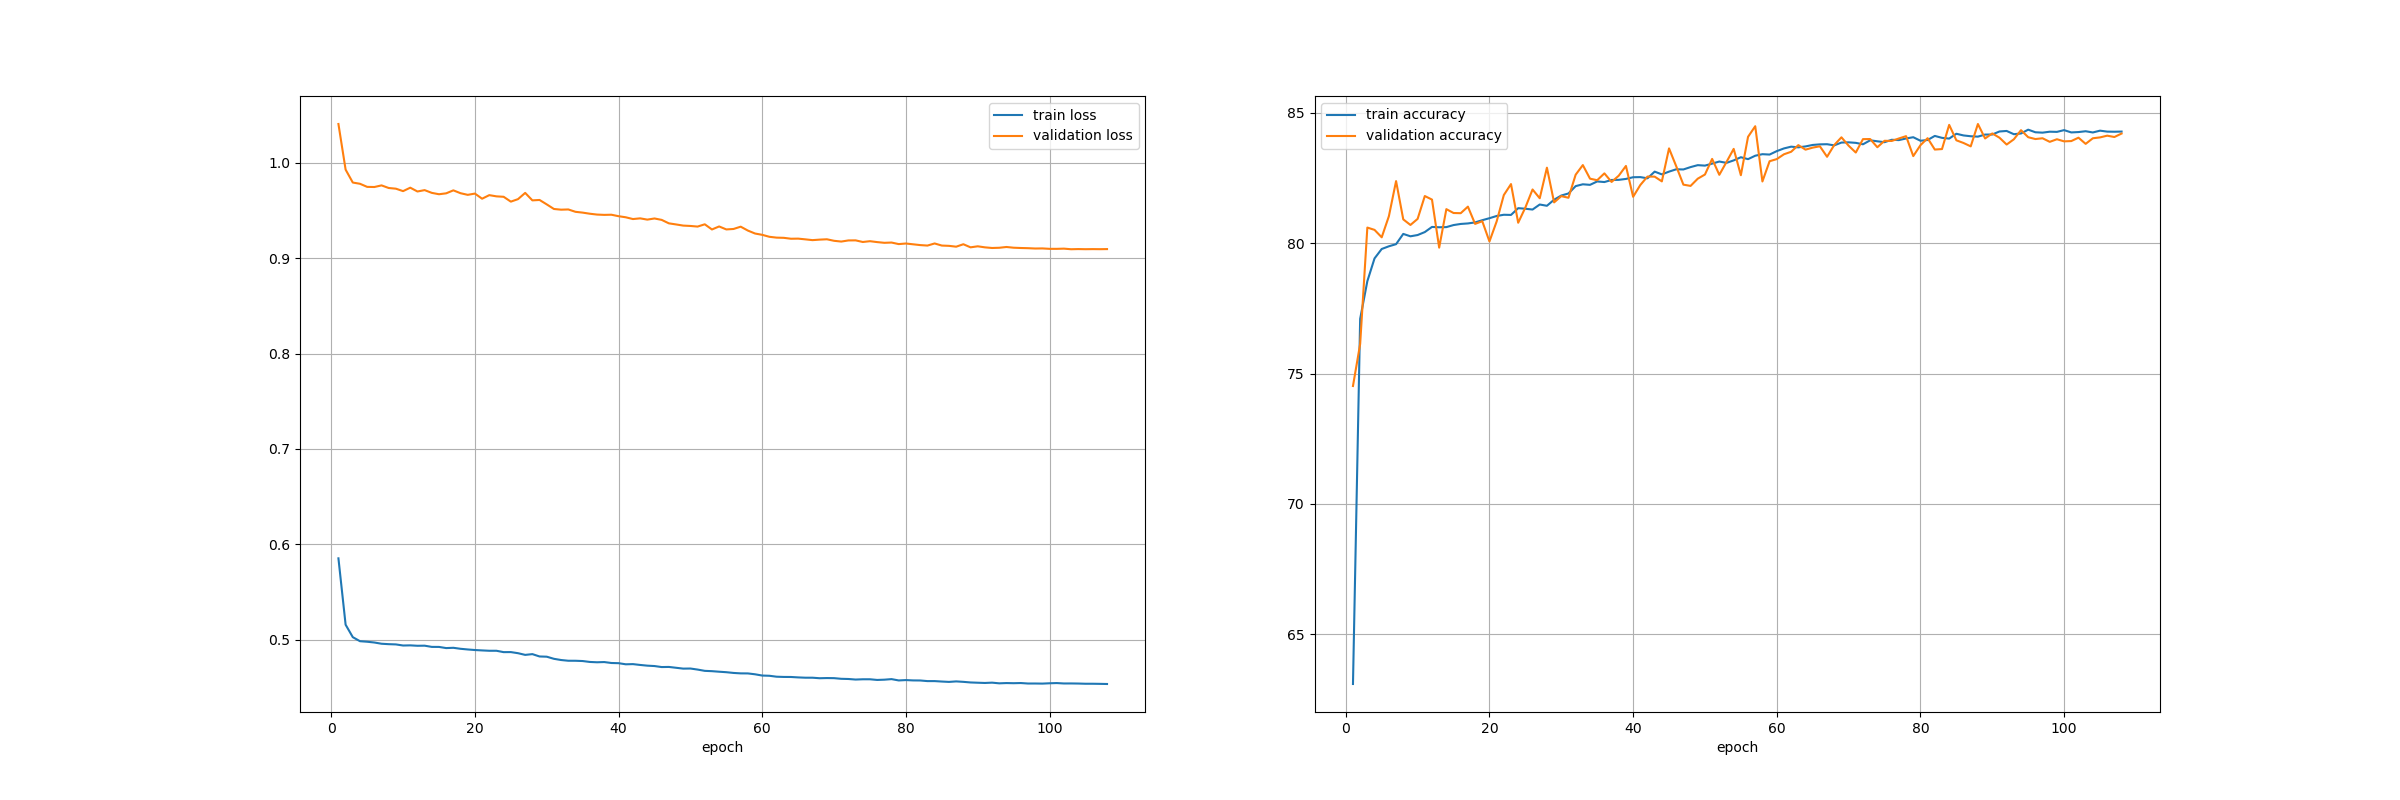 train loss
validation loss
1.0
0.9
0.8
0.7
0.6
0.5
0 20 40 60 80 100
epoch
train accuracy
validation accuracy
85
80
75
70
65
0 20 40 60 80 100
epoch